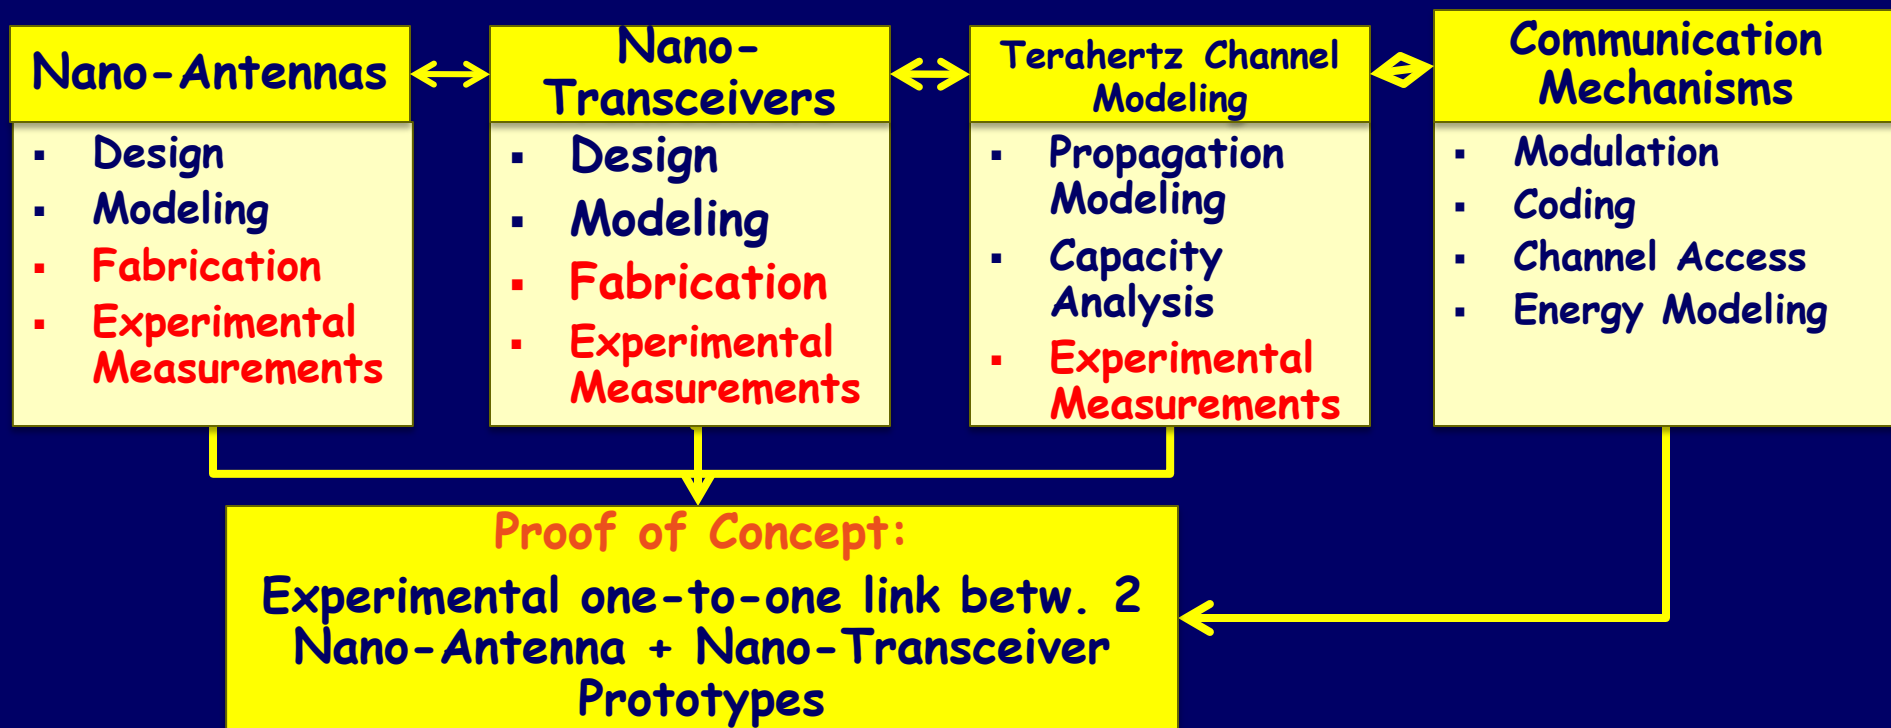 Nano-Antennas
▪ Design
▪ Modeling
▪ Fabrication
▪ Experimental
Measurements
Nano-
Transceivers
▪ Design
▪ Modeling
▪ Fabrication
▪ Experimental
Measurements
Terahertz Channel
Modeling
▪ Propagation
Modeling
▪ Capacity
Analysis
▪ Experimental
Measurements
Communication
Mechanisms
▪ Modulation
▪ Coding
▪ Channel Access
▪ Energy Modeling
Proof of Concept:
Experimental one-to-one link betw. 2
Nano-Antenna + Nano-Transceiver
Prototypes